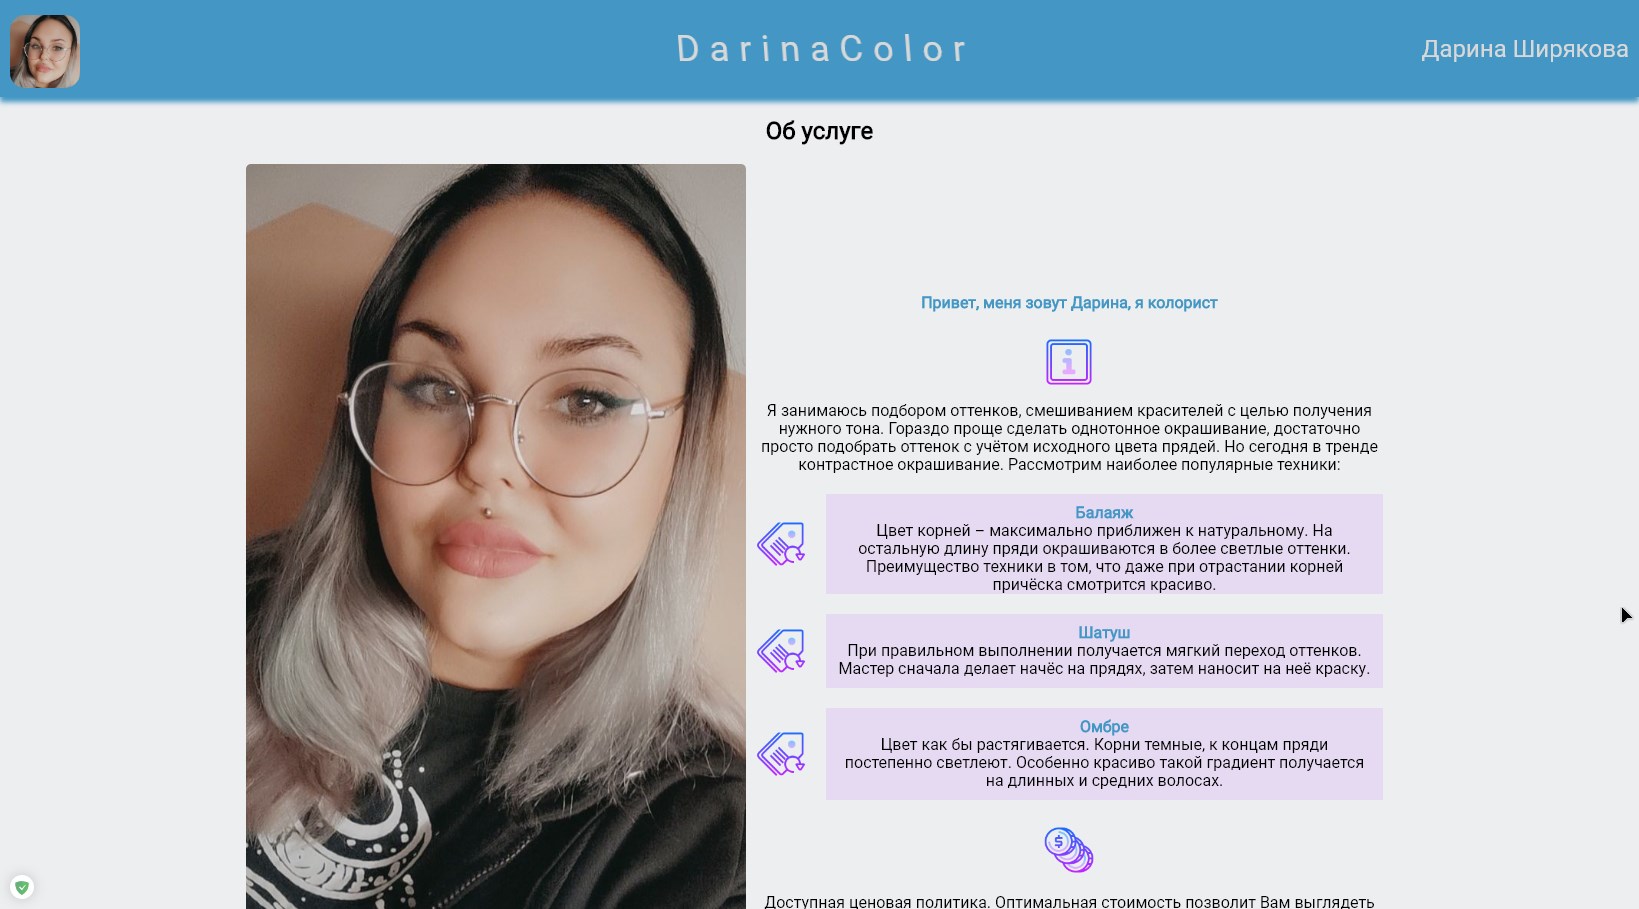 DarinaColor
Дарина Ширякова
Об услуге
Привет, меня зовут Дарина, я колорист
Я занимаюсь подбором оттенков, смешиванием красителей с целью получения
нужного тона. Гораздо проще сделать однотонное окрашивание, достаточно
просто подобрать оттенок с учётом исходного цвета прядей. Но сегодня в тренде
контрастное окрашивание. Рассмотрим наиболее популярные техники:
Балаяж
Цвет корней – максимально приближен к натуральному. На
остальную длину пряди окрашиваются в более светлые оттенки.
Преимущество техники в том, что даже при отрастании корней
причёска смотрится красиво.
Шатуш
При правильном выполнении получается мягкий переход оттенков.
Мастер сначала делает начёс на прядях, затем наносит на неё краску.
Омбре
Цвет как бы растягивается. Корни темные, к концам пряди
постепенно светлеют. Особенно красиво такой градиент получается
на длинных и средних волосах.
Доступная ценовая политика. Оптимальная стоимость позволит Вам выглядеть